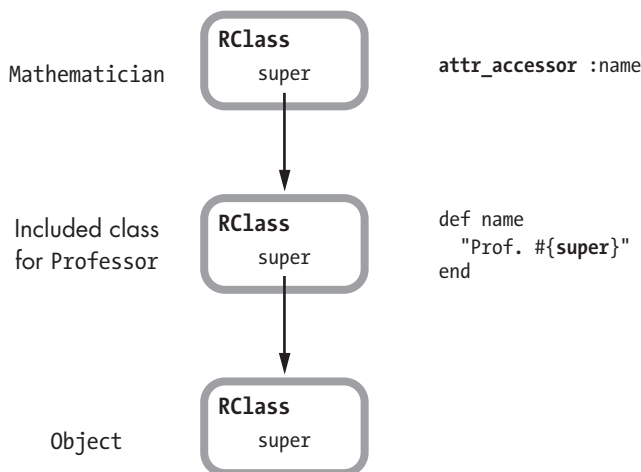 RClass
super
Mathematician
attr_accessor :name
Included class
for Professor
RClass
super
def name
"Prof. #{super}"
end
RClass
super
Object